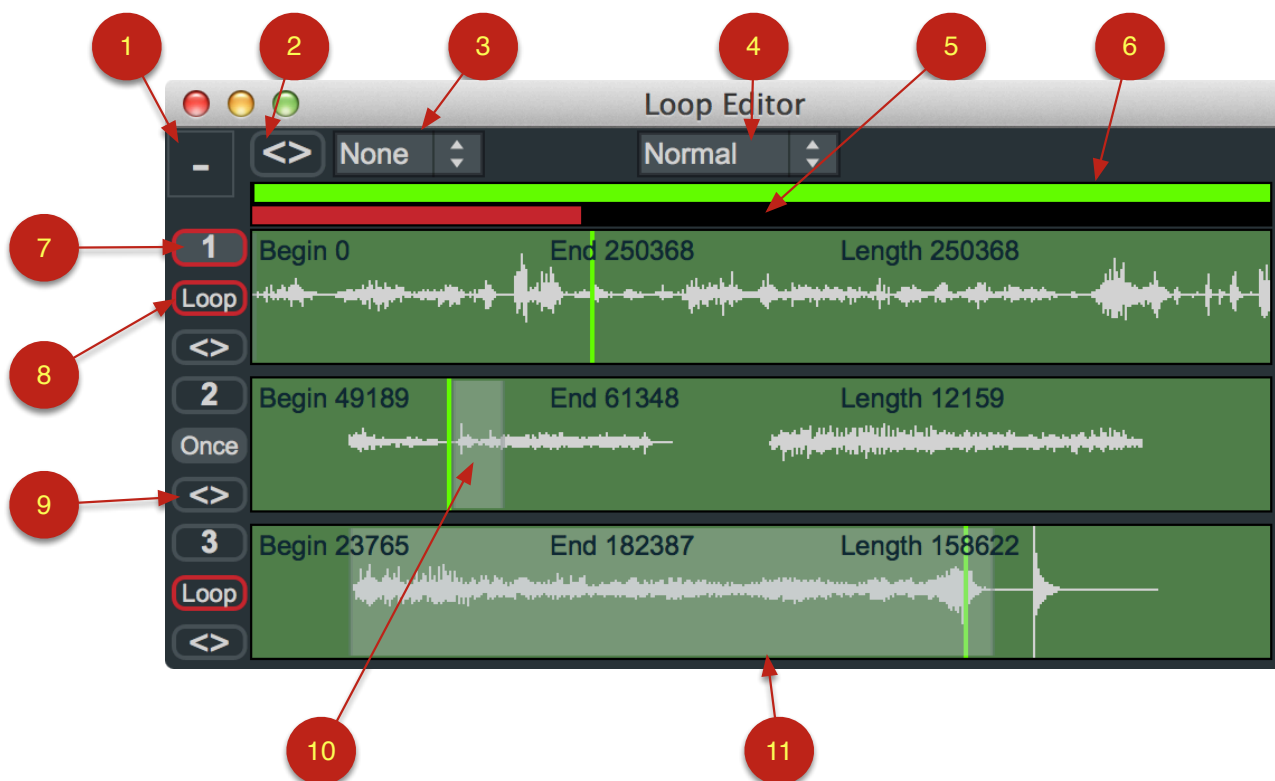 1 2 3 4 5 6
Loop Editor
- <> None Normal
7 1 Begin 0 End 250368 Length 250368
8 Loop
<>
2 Begin 49189 End 61348 Length 12159
Once
9 <>
3 Begin 23765 End 182387 Length 158622
Loop
<>
10 11